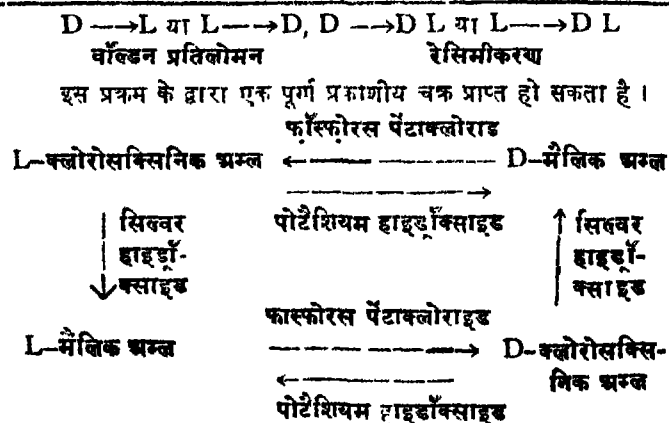 D —→L या L—→D, D —→D L या L—→D L
वॉल्डन प्रतिलोमन रेसिमीकरण
इस प्रक्रम के द्वारा एक पूर्ण प्रकाशीय चक्र प्राप्त हो सकता है ।
फॉस्फ़ोरस पेंटाक्लोराड
L—क्लोरोसक्सिनिक अम्ल ←—————— D—मैलिक अम्ल
——————→
पोटैशियम हाइड्रॉक्साइड
सिल्वर सिल्वर
हाइड्रॉ- हाइड्रॉ-
क्साइड क्साइड
फास्फोरस पेंटाक्लोराइड
L—मैलिक अम्ल ——————→ D—क्लोरोसक्सि-
←—————— निक अम्ल
पोटैशियम हाइडॉक्साइड